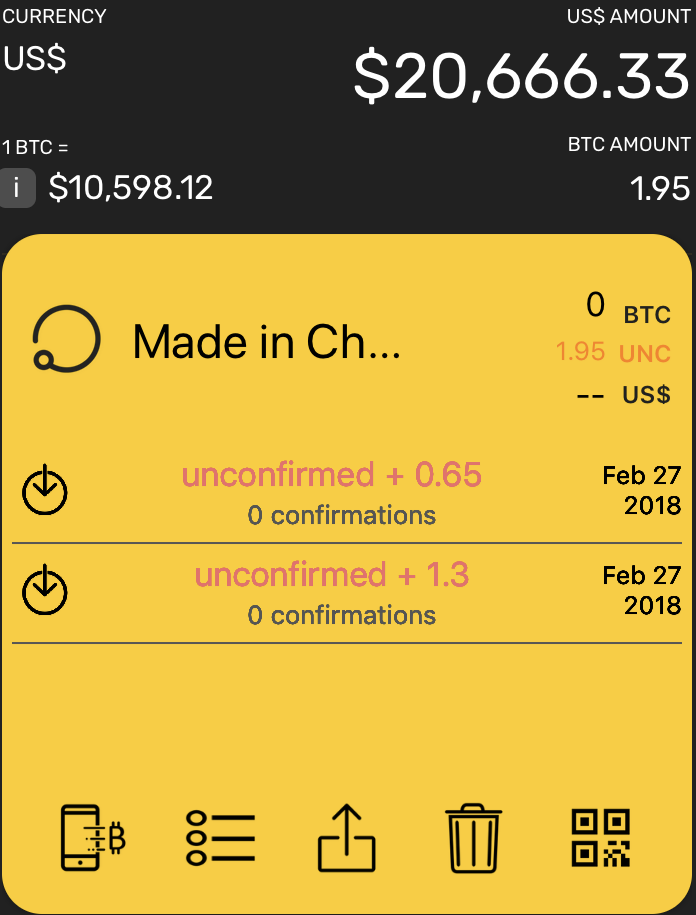 CURRENCY
US$ AMOUNT
US$
$20,666.33
1 BTC =
BTC AMOUNT
i $10,598.12
1.95
Made in Ch...
0 BTC
1.95 UNC
-- US$
unconfirmed + 0.65
0 confirmations
Feb 27
2018
unconfirmed + 1.3
0 confirmations
Feb 27
2018